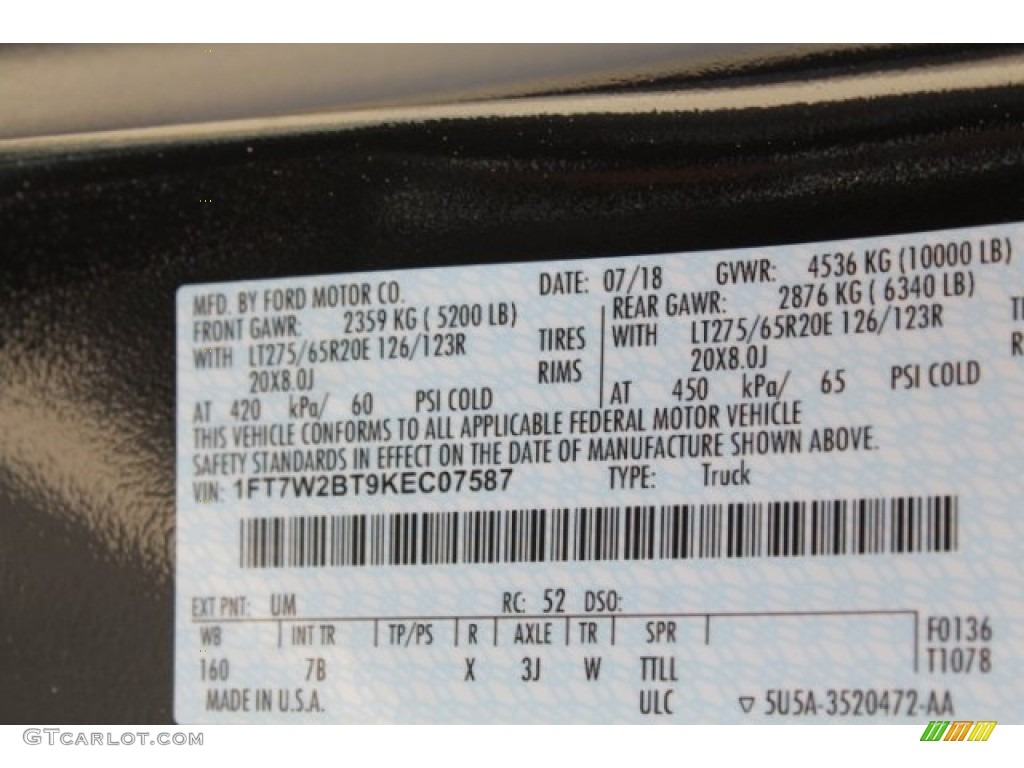 MFD. BY FORD MOTOR CO. DATE: 07/18 GVWR: 4536 KG (10000 LB)
FRONT GAWR: 2359 KG ( 5200 LB) REAR GAWR: 2876 KG ( 6340 LB)
WITH LT275/65R20E 126/123R TIRES WITH LT275/65R20E 126/123R
20X8.0J RIMS 20X8.0J
AT 420 kPa/ 60 PSI COLD AT 450 kPa/ 65 PSI COLD
THIS VEHICLE CONFORMS TO ALL APPLICABLE FEDERAL MOTOR VEHICLE
SAFETY STANDARDS IN EFFECT ON THE DATE OF MANUFACTURE SHOWN ABOVE.
VIN: 1FT7W2BT9KEC07587 TYPE: Truck
EXT PNT: UM RC: 52 DSO:
WB INT TR TP/PS R AXLE TR SPR F0136
160 7B X 3J W TTLL T1078
MADE IN U.S.A. ULC ▽ 5U5A-3520472-AA
GTCarLot.com